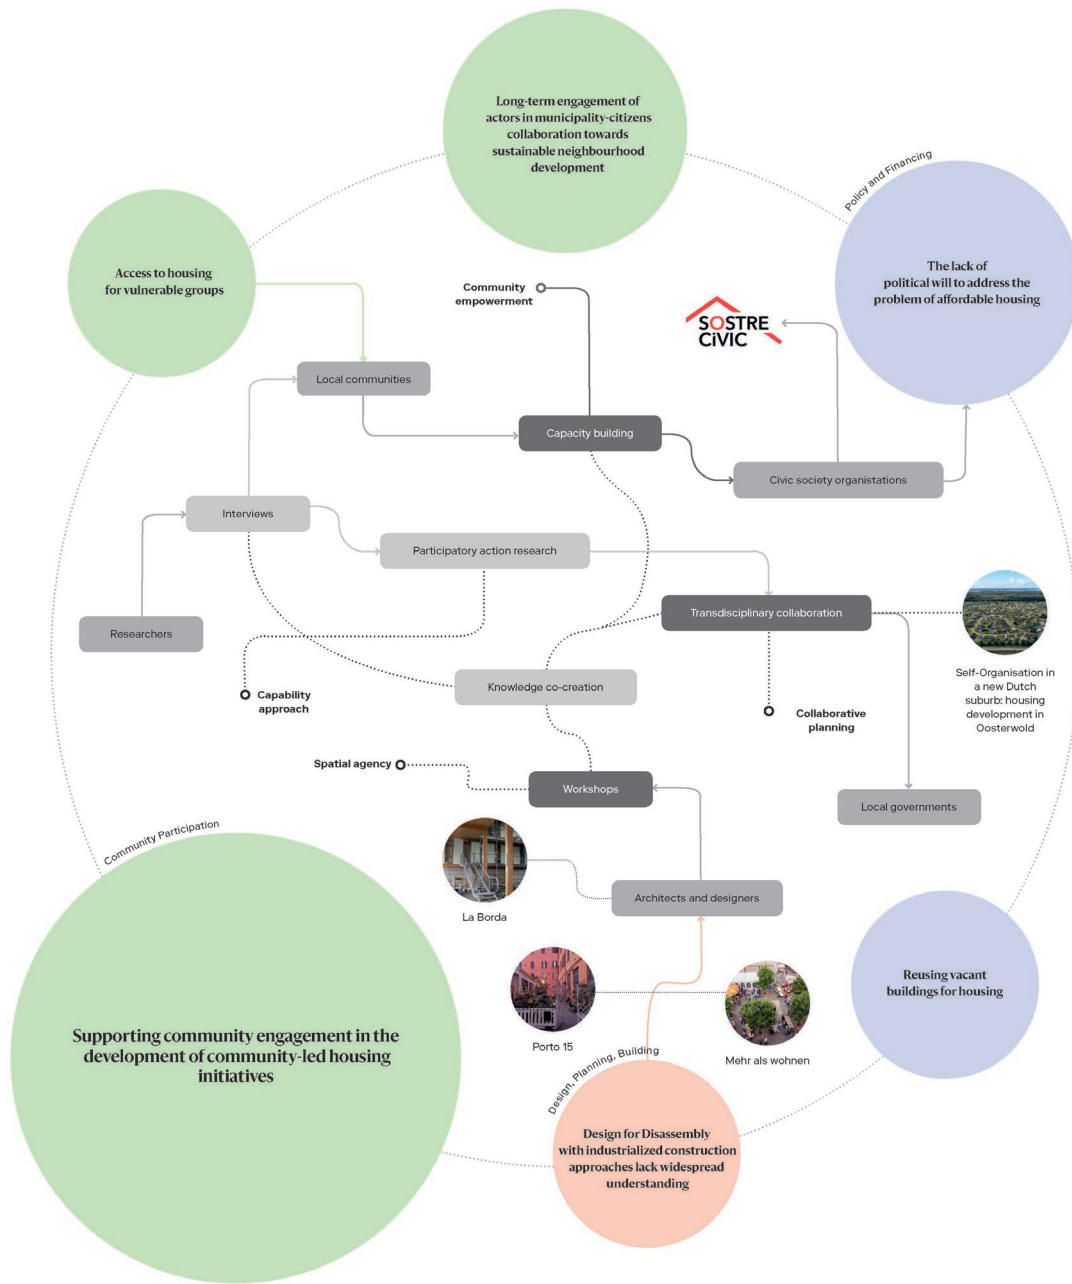 Long-term engagement of
actors in municipality-citizens
collaboration towards
sustainable neighbourhood
development
Policy and Financing
Access to housing
for vulnerable groups
The lack of
political will to address the
problem of affordable housing
Community
empowerment
SOSTRE
CiVIC
Local communities
Capacity building
Civic society organistations
Interviews
Participatory action research
Researchers
Transdisciplinary collaboration
Self-Organisation in
a new Dutch
suburb: housing
development in
Oosterwold
Knowledge co-creation
Capability
approach
Collaborative
planning
Spatial agency
Workshops
Local governments
Community Participation
La Borda
Architects and designers
Reusing vacant
buildings for housing
Porto 15
Mehr als wohnen
Supporting community engagement in the
development of community-led housing
initiatives
Design, Planning, Building
Design for Disassembly
with industrialized construction
approaches lack widespread
understanding